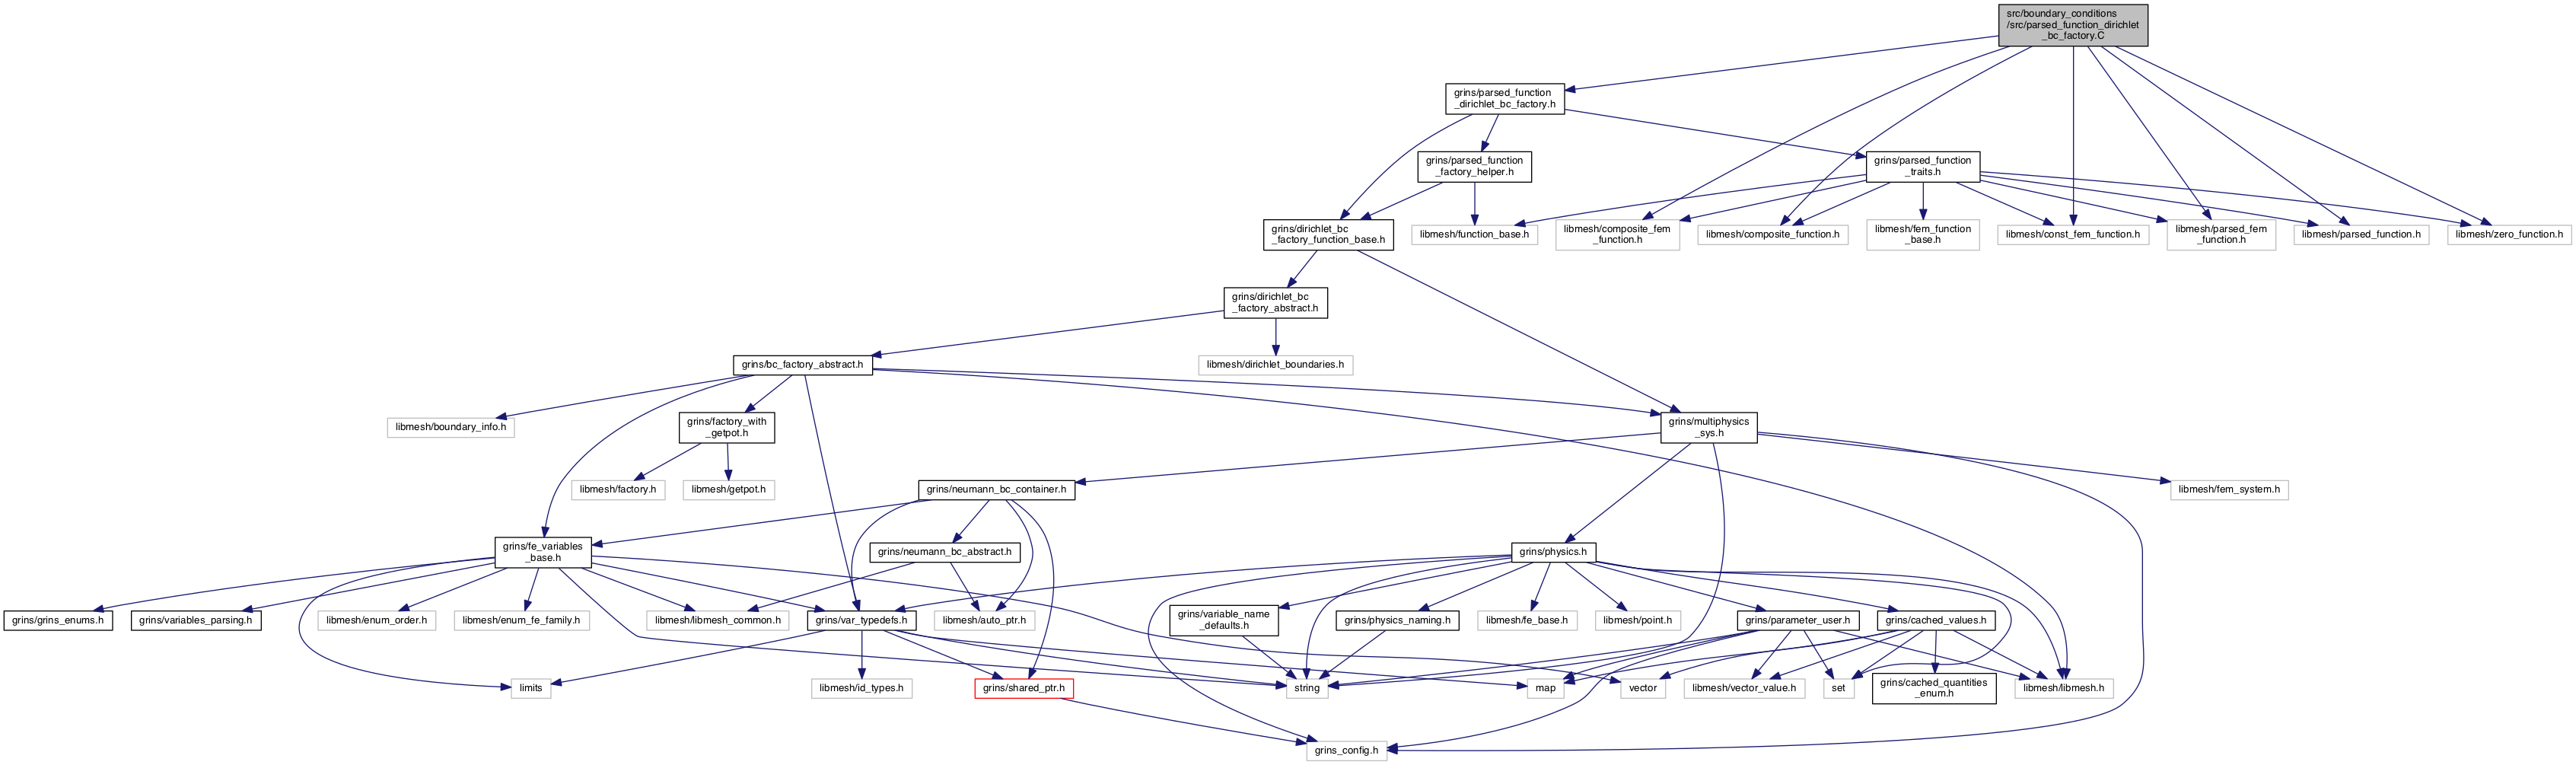 src/boundary_conditions
/src/parsed_function_dirichlet
_bc_factory.C
grins/parsed_function
_dirichlet_bc_factory.h
grins/parsed_function
_factory_helper.h
grins/parsed_function
_traits.h
grins/dirichlet_bc
_factory_function_base.h
libmesh/function_base.h
libmesh/composite_fem
_function.h
libmesh/composite_function.h
libmesh/fem_function
_base.h
libmesh/const_fem_function.h
libmesh/parsed_fem
_function.h
libmesh/parsed_function.h
libmesh/zero_function.h
grins/dirichlet_bc
_factory_abstract.h
grins/bc_factory_abstract.h
libmesh/dirichlet_boundaries.h
libmesh/boundary_info.h
grins/factory_with
_getpot.h
grins/multiphysics
_sys.h
libmesh/factory.h
libmesh/getpot.h
grins/neumann_bc_container.h
libmesh/fem_system.h
grins/fe_variables
_base.h
grins/neumann_bc_abstract.h
grins/physics.h
grins/grins_enums.h
grins/variables_parsing.h
libmesh/enum_order.h
libmesh/enum_fe_family.h
libmesh/libmesh_common.h
grins/var_typedefs.h
libmesh/auto_ptr.h
grins/variable_name
_defaults.h
grins/physics_naming.h
libmesh/fe_base.h
libmesh/point.h
grins/parameter_user.h
grins/cached_values.h
limits
libmesh/id_types.h
grins/shared_ptr.h
string
map
vector
libmesh/vector_value.h
set
grins/cached_quantities
_enum.h
libmesh/libmesh.h
grins_config.h